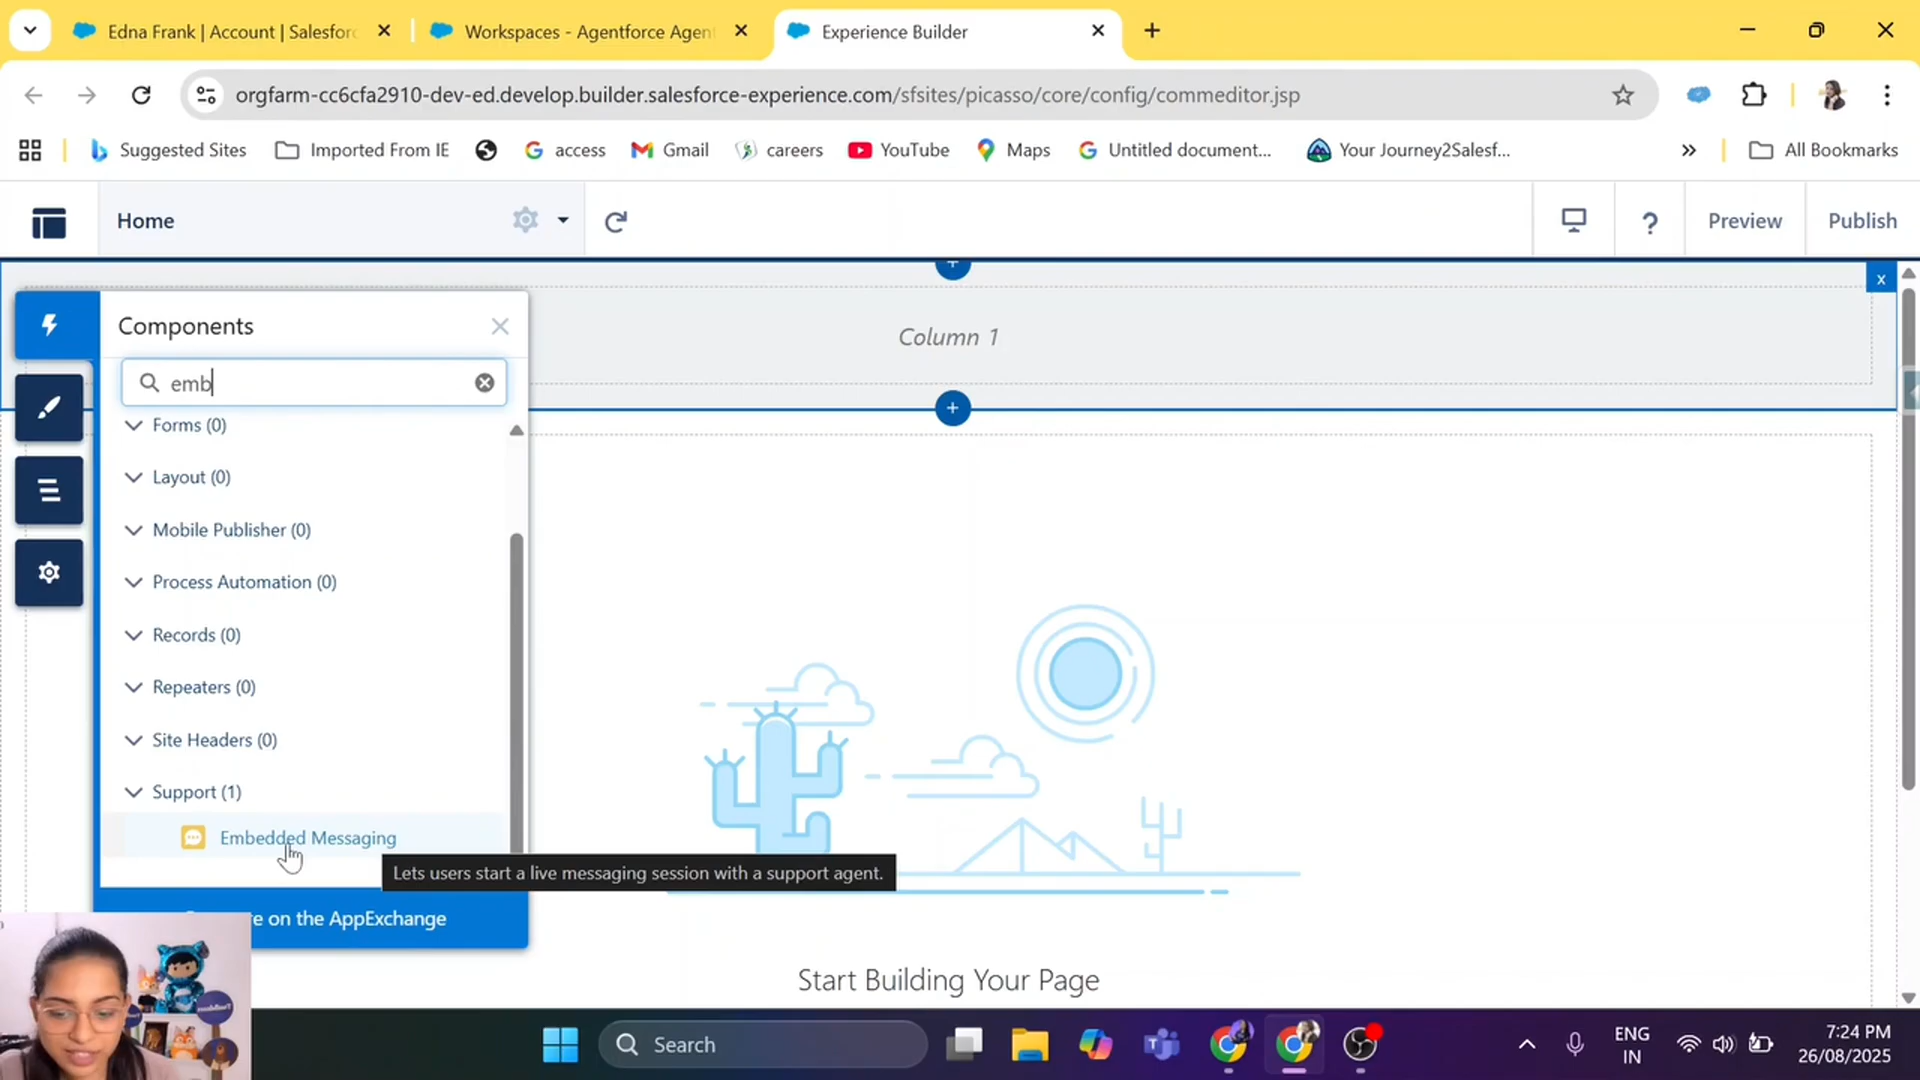 Edna Frank | Account | Salesfor
Workspaces - Agentforce Agen
Experience Builder
orgfarm-cc6cfa2910-dev-ed.develop.builder.salesforce-experience.com/sfsites/picasso/core/config/commeditor.jsp
Suggested Sites
Imported From IE
access
Gmail
careers
YouTube
Maps
Untitled document...
Your Journey2Salesf...
»
All Bookmarks
Home
?
Preview
Publish
x
Column 1
Components
emb
Forms (0)
Layout (0)
Mobile Publisher (0)
Process Automation (0)
Records (0)
Repeaters (0)
Site Headers (0)
Support (1)
Embedded Messaging
Lets users start a live messaging session with a support agent.
on the AppExchange
Start Building Your Page
Search
ENG
IN
7:24 PM
26/08/2025